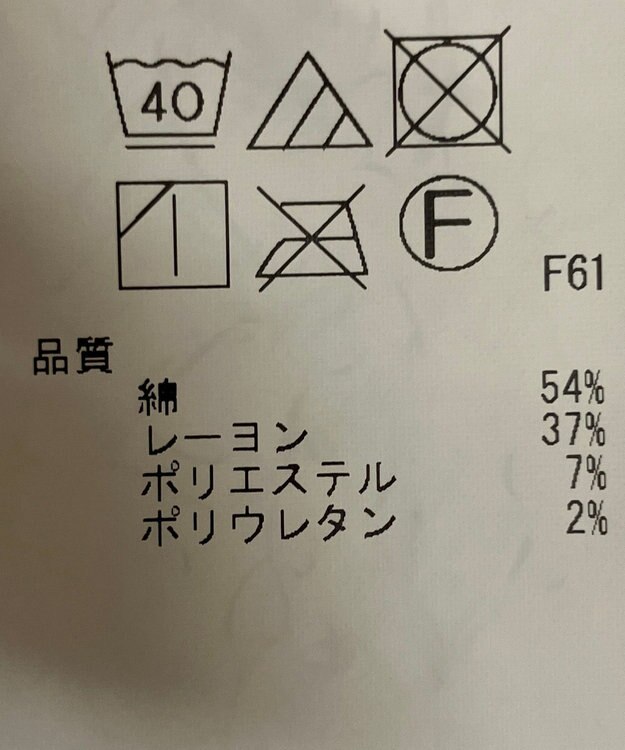 40
F
F61
品質
綿 54%
レーヨン 37%
ポリエステル 7%
ポリウレタン 2%